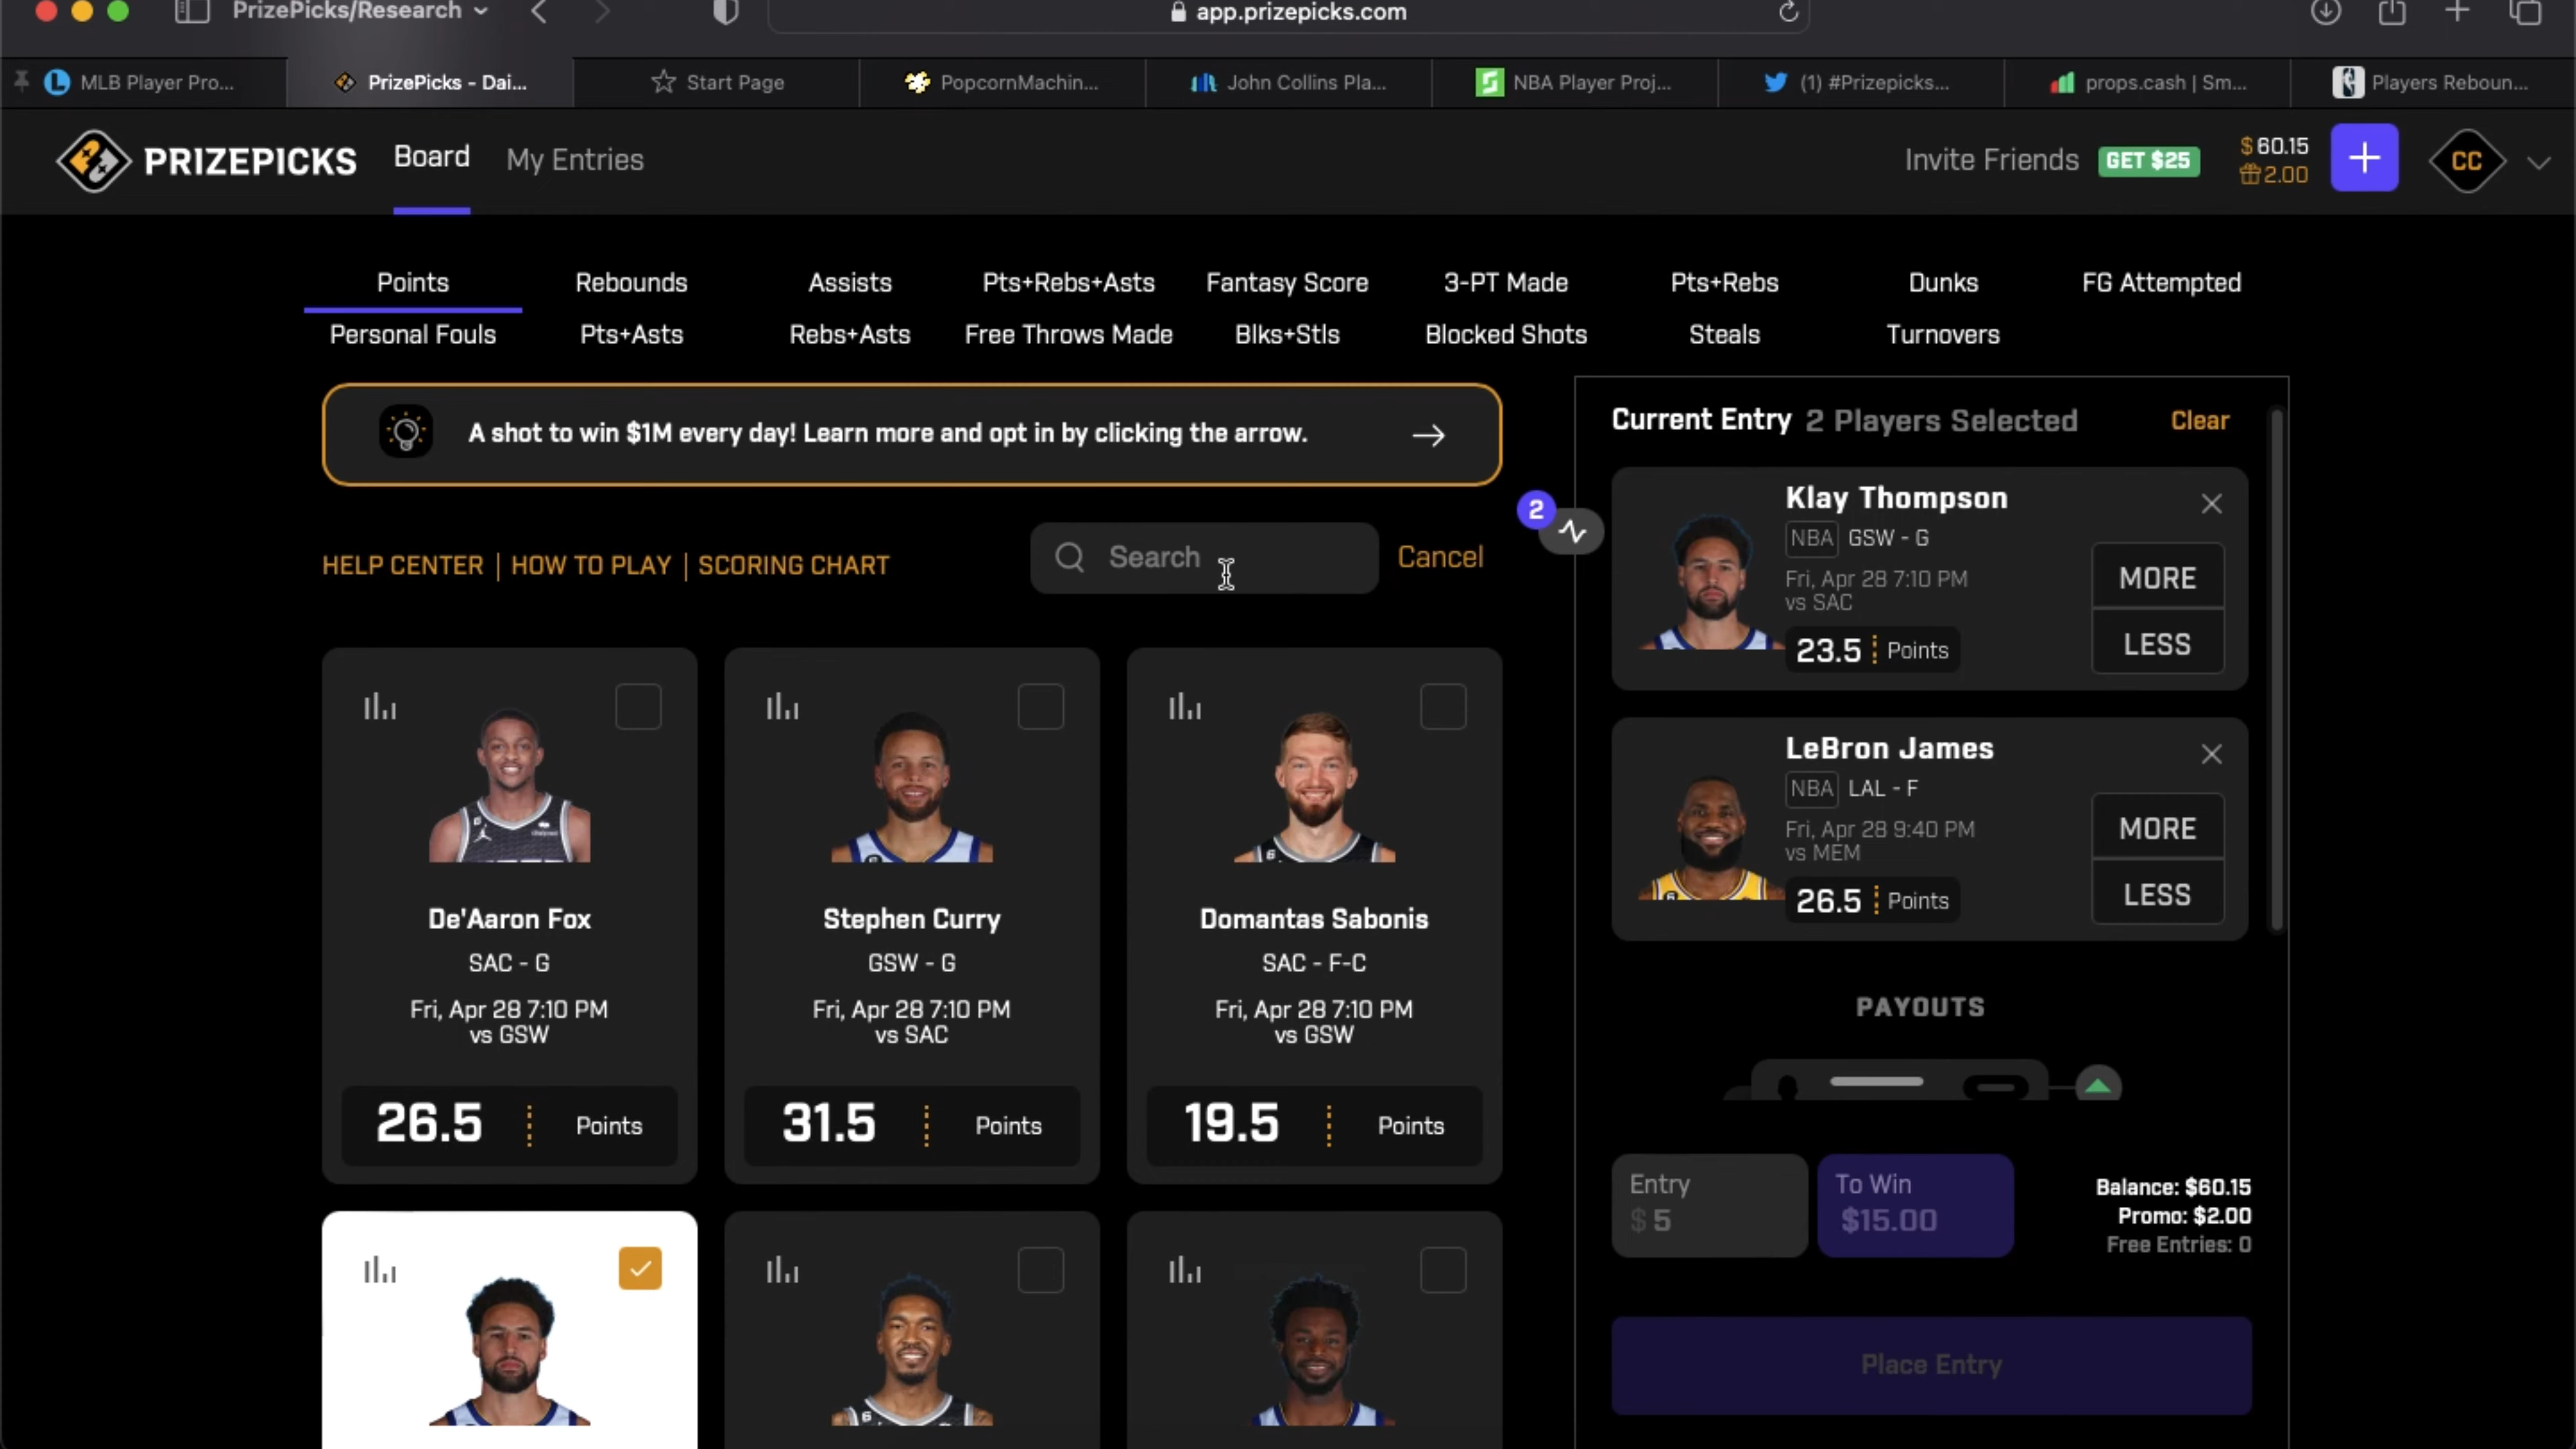 PrizePicks/Research
app.prizepicks.com
MLB Player Pro...
PrizePicks - Dai...
Start Page
PopcornMachin...
John Collins Pla...
NBA Player Proj...
(1) #Prizepicks...
props.cash | Sm...
Players Reboun...
PRIZEPICKS
Board
My Entries
Invite Friends
GET $25
$ 60.15
2.00
CC
Points
Rebounds
Assists
Pts+Rebs+Asts
Fantasy Score
3-PT Made
Pts+Rebs
Dunks
FG Attempted
Personal Fouls
Pts+Asts
Rebs+Asts
Free Throws Made
Blks+Stls
Blocked Shots
Steals
Turnovers
A shot to win $1M every day! Learn more and opt in by clicking the arrow.
HELP CENTER | HOW TO PLAY | SCORING CHART
Search
Cancel
De'Aaron Fox
SAC - G
Fri, Apr 28 7:10 PM
vs GSW
26.5
Points
Stephen Curry
GSW - G
Fri, Apr 28 7:10 PM
vs SAC
31.5
Points
Domantas Sabonis
SAC - F-C
Fri, Apr 28 7:10 PM
vs GSW
19.5
Points
2
Current Entry 2 Players Selected
Clear
Klay Thompson
NBA GSW - G
Fri, Apr 28 7:10 PM
vs SAC
23.5 Points
MORE
LESS
LeBron James
NBA LAL - F
Fri, Apr 28 9:40 PM
vs MEM
26.5 Points
MORE
LESS
PAYOUTS
Entry
$ 5
To Win
$15.00
Balance: $60.15
Promo: $2.00
Free Entries: 0
Place Entry